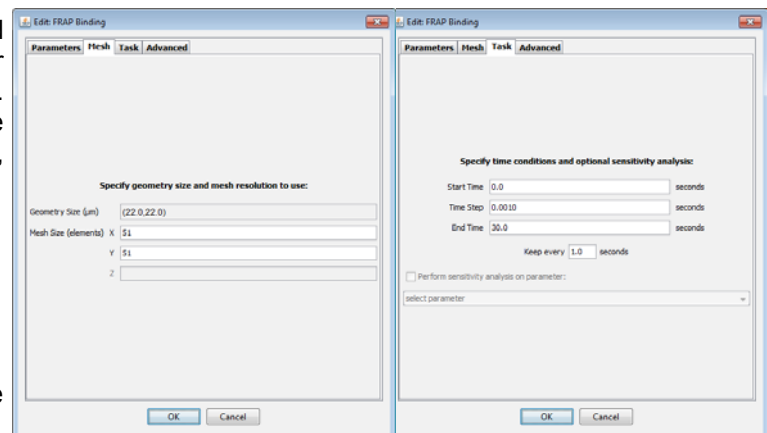 Edit: FRAP Binding
Parameters Mesh Task Advanced
Specify geometry size and mesh resolution to use:
Geometry Size (µm) (22.0,22.0)
Mesh Size (elements) X 51
Y 51
Z
OK Cancel
Edit: FRAP Binding
Parameters Mesh Task Advanced
Specify time conditions and optional sensitivity analysis:
Start Time 0.0 seconds
Time Step 0.0010 seconds
End Time 30.0 seconds
Keep every 1.0 seconds
Perform sensitivity analysis on parameter:
select parameter
OK Cancel